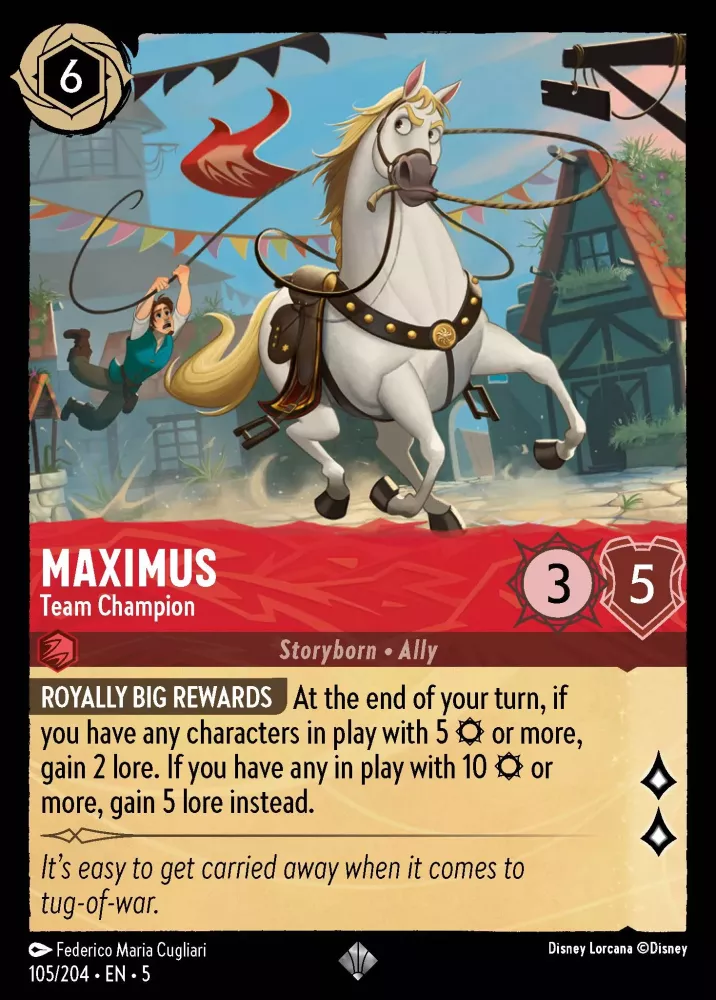 6
MAXIMUS
Team Champion
3
5
Storyborn • Ally
ROYALLY BIG REWARDS At the end of your turn, if
you have any characters in play with 5 or more,
gain 2 lore. If you have any in play with 10 or
more, gain 5 lore instead.
It's easy to get carried away when it comes to
tug-of-war.
Federico Maria Cugliari
Disney Lorcana ©Disney
105/204 • EN • 5